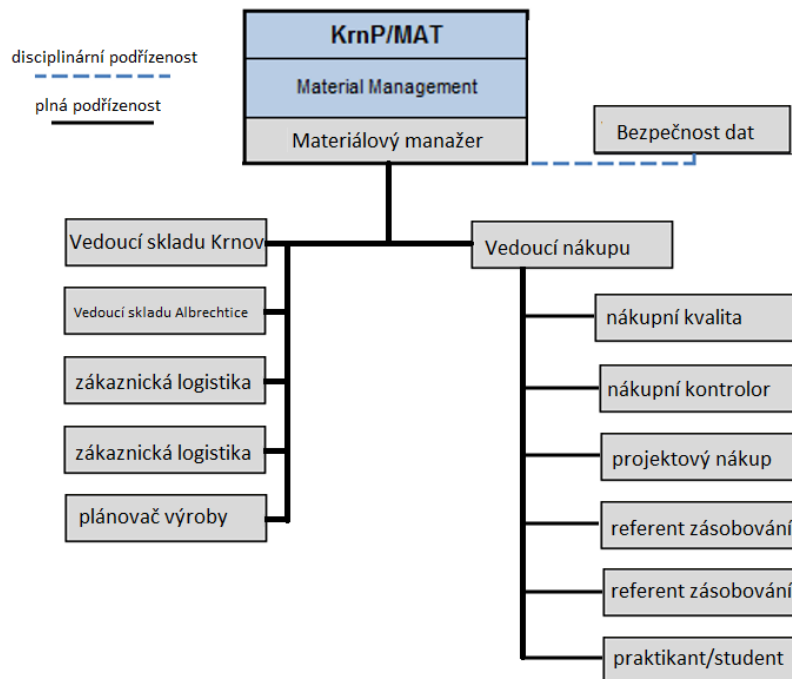 KrnP/MAT
Material Management
Materiálový manažer
disciplinární podřízenost
plná podřízenost
Bezpečnost dat
Vedoucí skladu Krnov
Vedoucí skladu Albrechtice
zákaznická logistika
zákaznická logistika
plánovač výroby
Vedoucí nákupu
nákupní kvalita
nákupní kontrolor
projektový nákup
referent zásobování
referent zásobování
praktikant/student